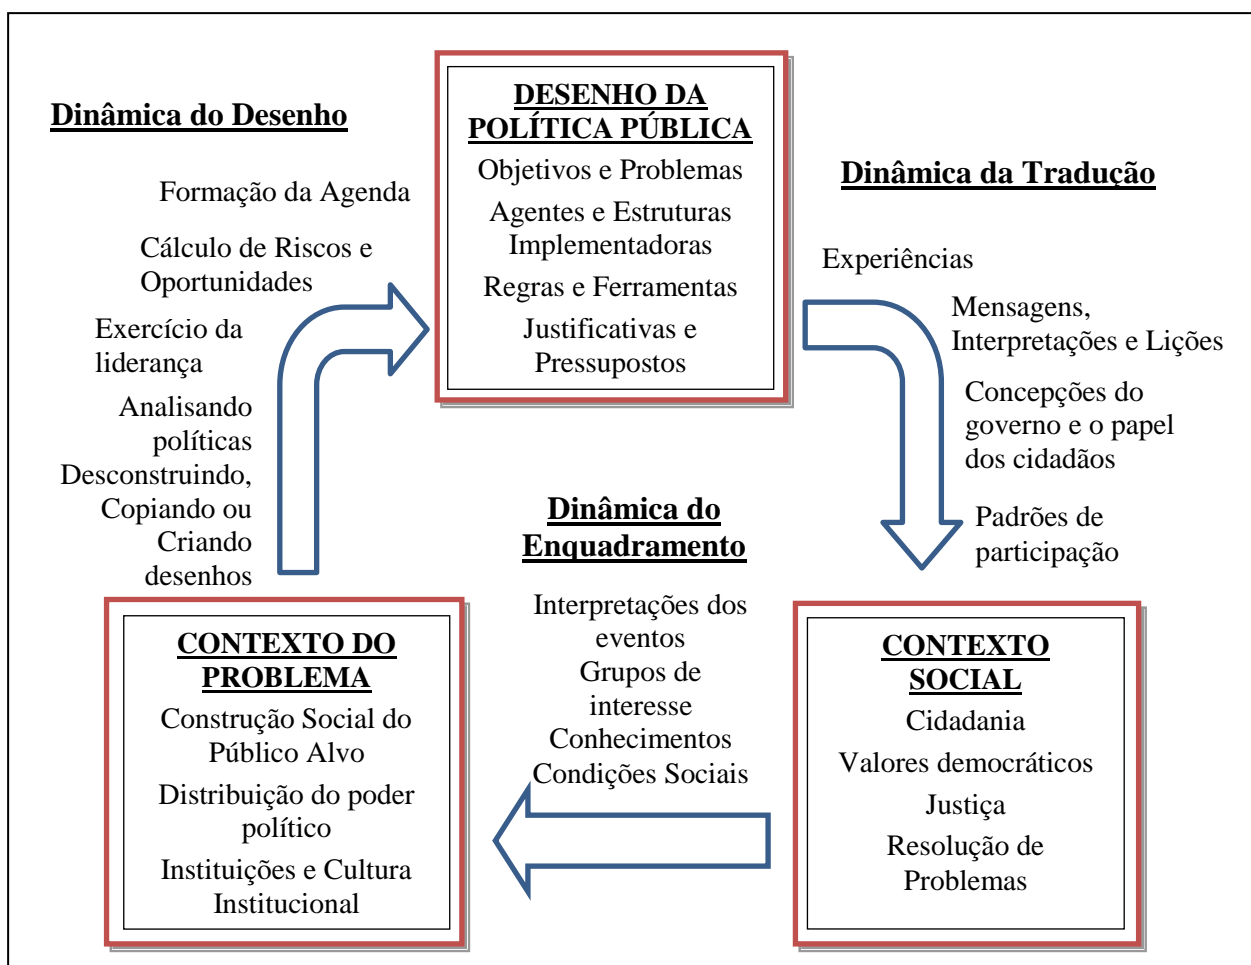 Dinâmica do Desenho
Formação da Agenda
Cálculo de Riscos e
Oportunidades
Exercício da
liderança
Analisando
políticas
Desconstruindo,
Copiando ou
Criando
desenhos
DESENHO DA
POLÍTICA PÚBLICA
Objetivos e Problemas
Agentes e Estruturas
Implementadoras
Regras e Ferramentas
Justificativas e
Pressupostos
Dinâmica da Tradução
Experiências
Mensagens,
Interpretações e Lições
Concepções do
governo e o papel
dos cidadãos
Padrões de
participação
Dinâmica do
Enquadramento
Interpretações dos
eventos
Grupos de
interesse
Conhecimentos
Condições Sociais
CONTEXTO DO
PROBLEMA
Construção Social do
Público Alvo
Distribuição do poder
político
Instituições e Cultura
Institucional
CONTEXTO
SOCIAL
Cidadania
Valores democráticos
Justiça
Resolução de
Problemas